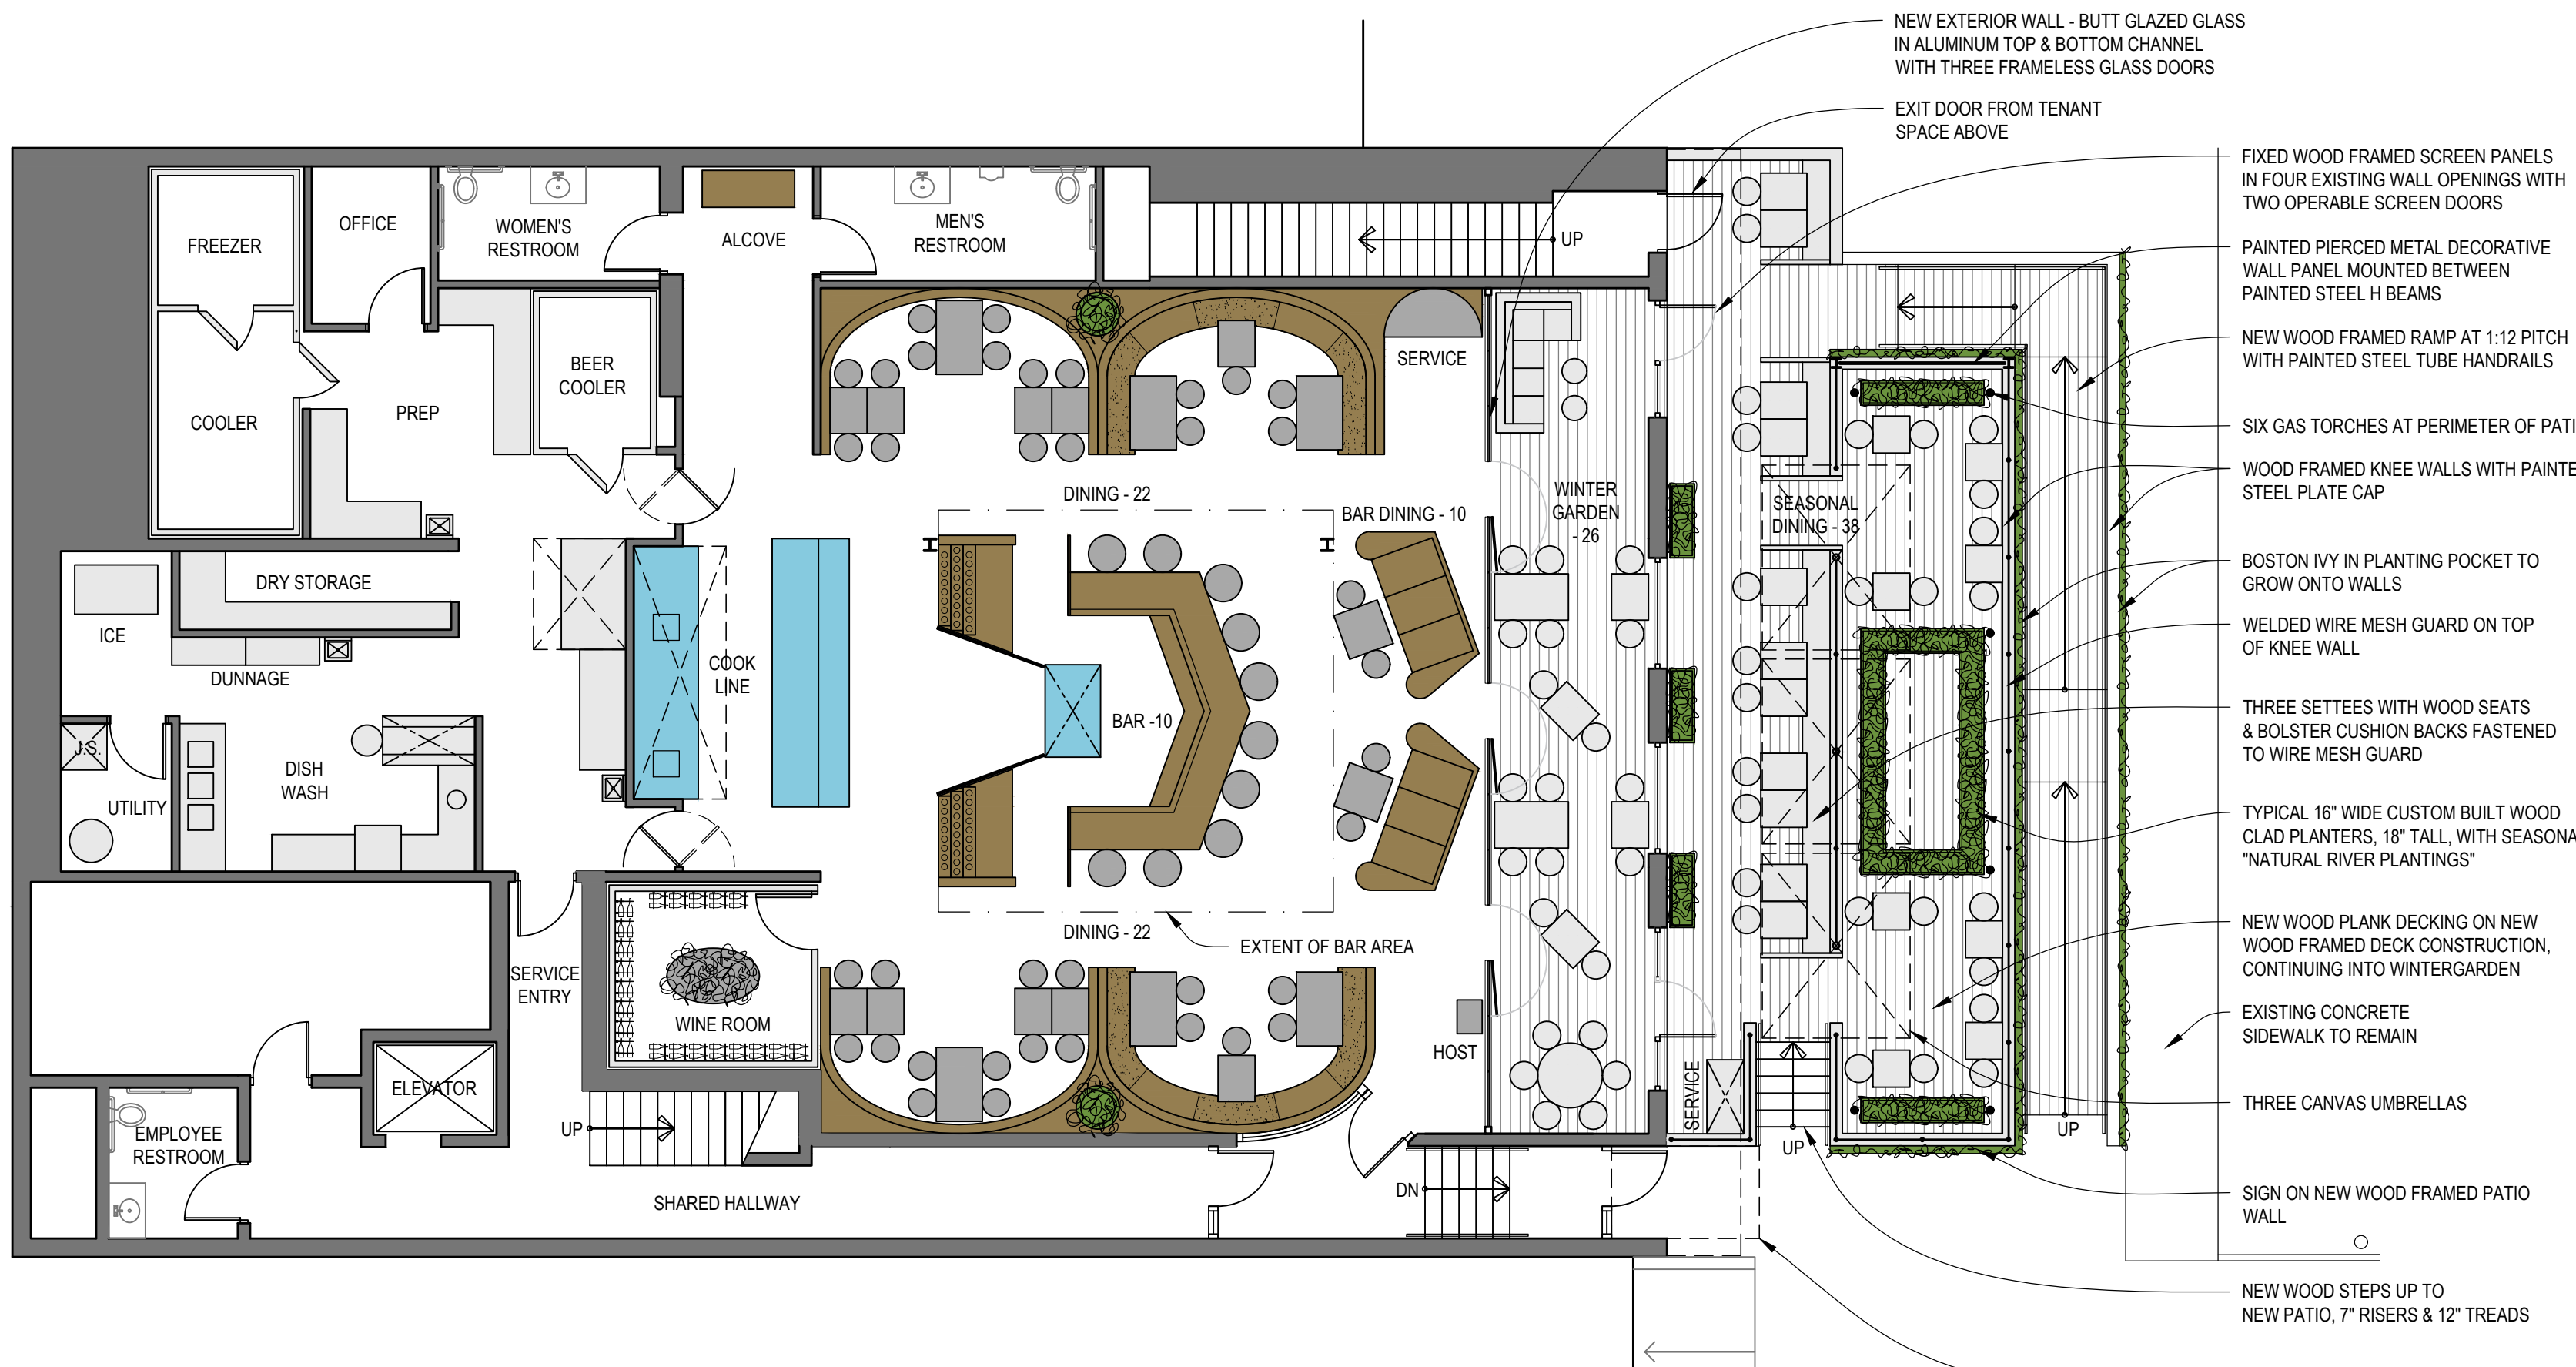 NEW EXTERIOR WALL - BUTT GLAZED GLASS
IN ALUMINUM TOP & BOTTOM CHANNEL
WITH THREE FRAMELESS GLASS DOORS
EXIT DOOR FROM TENANT
SPACE ABOVE
FIXED WOOD FRAMED SCREEN PANELS
IN FOUR EXISTING WALL OPENINGS WITH
TWO OPERABLE SCREEN DOORS
PAINTED PIERCED METAL DECORATIVE
WALL PANEL MOUNTED BETWEEN
PAINTED STEEL H BEAMS
NEW WOOD FRAMED RAMP AT 1:12 PITCH
WITH PAINTED STEEL TUBE HANDRAILS
SIX GAS TORCHES AT PERIMETER OF PATI
WOOD FRAMED KNEE WALLS WITH PAINTE
STEEL PLATE CAP
BOSTON IVY IN PLANTING POCKET TO
GROW ONTO WALLS
WELDED WIRE MESH GUARD ON TOP
OF KNEE WALL
THREE SETTEES WITH WOOD SEATS
& BOLSTER CUSHION BACKS FASTENED
TO WIRE MESH GUARD
TYPICAL 16" WIDE CUSTOM BUILT WOOD
CLAD PLANTERS, 18" TALL, WITH SEASONA
"NATURAL RIVER PLANTINGS"
NEW WOOD PLANK DECKING ON NEW
WOOD FRAMED DECK CONSTRUCTION,
CONTINUING INTO WINTERGARDEN
EXISTING CONCRETE
SIDEWALK TO REMAIN
THREE CANVAS UMBRELLAS
SIGN ON NEW WOOD FRAMED PATIO
WALL
NEW WOOD STEPS UP TO
NEW PATIO, 7" RISERS & 12" TREADS
FREEZER
OFFICE
WOMEN'S
RESTROOM
ALCOVE
MEN'S
RESTROOM
UP
COOLER
PREP
BEER
COOLER
SERVICE
DINING - 22
BAR DINING - 10
WINTER
GARDEN
- 26
SEASONAL
DINING - 38
DRY STORAGE
ICE
DUNNAGE
COOK
LINE
BAR -10
J.S.
UTILITY
DISH
WASH
DINING - 22
EXTENT OF BAR AREA
SERVICE
ENTRY
WINE ROOM
HOST
SERVICE
ELEVATOR
UP
EMPLOYEE
RESTROOM
UP
UP
DN
SHARED HALLWAY